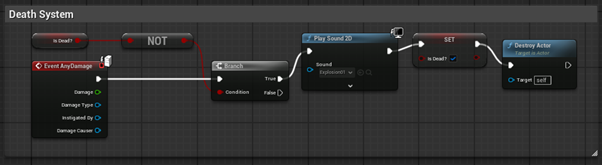 Death System
Is Dead?
NOT
Event AnyDamage
Damage
Damage Type
Instigated By
Damage Causer
Branch
Condition
True
False
Play Sound 2D
Sound
Explosion01
SET
Is Dead?
Destroy Actor
Target is Actor
Target self